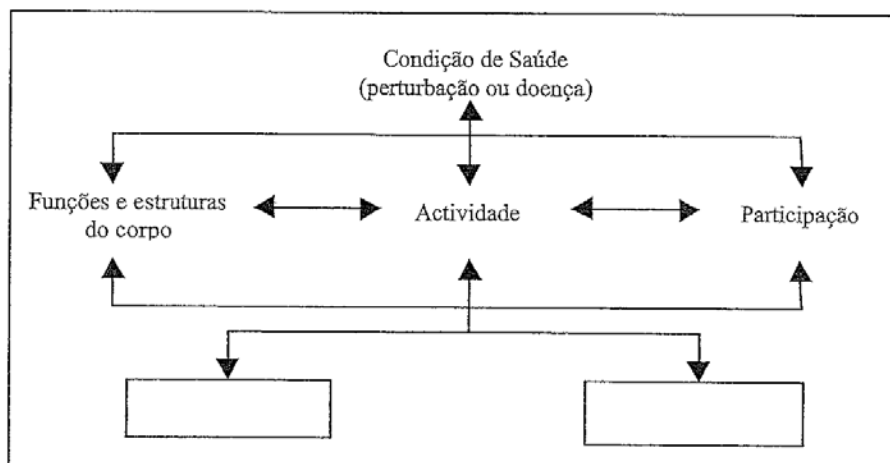 Condição de Saúde
(perturbação ou doença)
Funções e estruturas
do corpo
Actividade
Participação